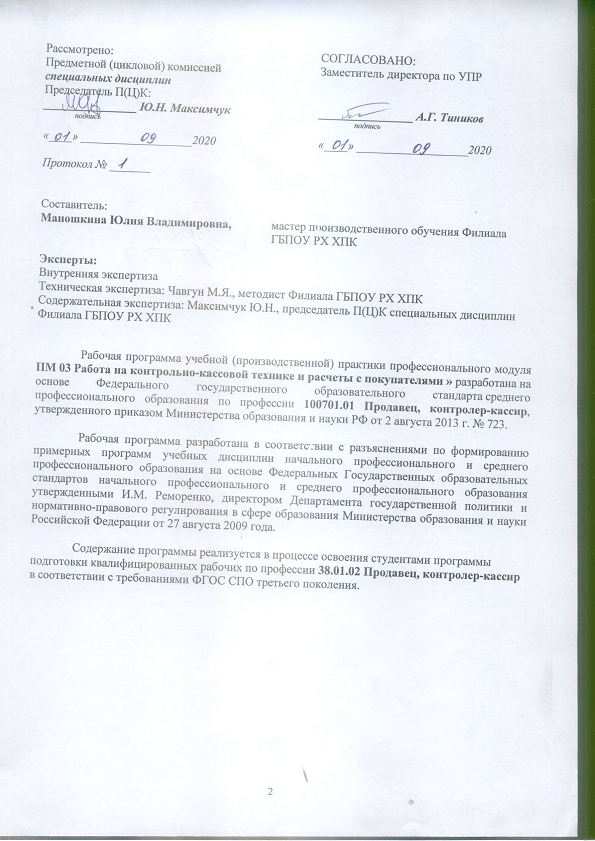 Рассмотрено:
Предметной (цикловой) комиссией
специальных дисциплин
Председатель П(Ц)К:
Ю.Н. Максимчук
подпись
« 01 » 09 2020
Протокол № 1
СОГЛАСОВАНО:
Заместитель директора по УПР
А.Г. Тиников
подпись
« 01 » 09 2020
Составитель:
Маношкина Юлия Владимировна,
мастер производственного обучения Филиала
ГБПОУ РХ ХПК
Эксперты:
Внутренняя экспертиза
Техническая экспертиза: Чавгун М.Я., методист Филиала ГБПОУ РХ ХПК
Содержательная экспертиза: Максимчук Ю.Н., председатель П(Ц)К специальных дисциплин
Филиала ГБПОУ РХ ХПК
Рабочая программа учебной (производственной) практики профессионального модуля
ПМ 03 Работа на контрольно-кассовой технике и расчеты с покупателями » разработана на
основе Федерального государственного образовательного стандарта среднего
профессионального образования по профессии 100701.01 Продавец, контролер-кассир,
утвержденного приказом Министерства образования и науки РФ от 2 августа 2013 г. № 723.
Рабочая программа разработана в соответствии с разъяснениями по формированию
примерных программ учебных дисциплин начального профессионального и среднего
профессионального образования на основе Федеральных Государственных образовательных
стандартов начального профессионального и среднего профессионального образования
утвержденными И.М. Реморенко, директором Департамента государственной политики и
нормативно-правового регулирования в сфере образования Министерства образования и науки
Российской Федерации от 27 августа 2009 года.
Содержание программы реализуется в процессе освоения студентами программы
подготовки квалифицированных рабочих по профессии 38.01.02 Продавец, контролер-кассир
в соответствии с требованиями ФГОС СПО третьего поколения.
2